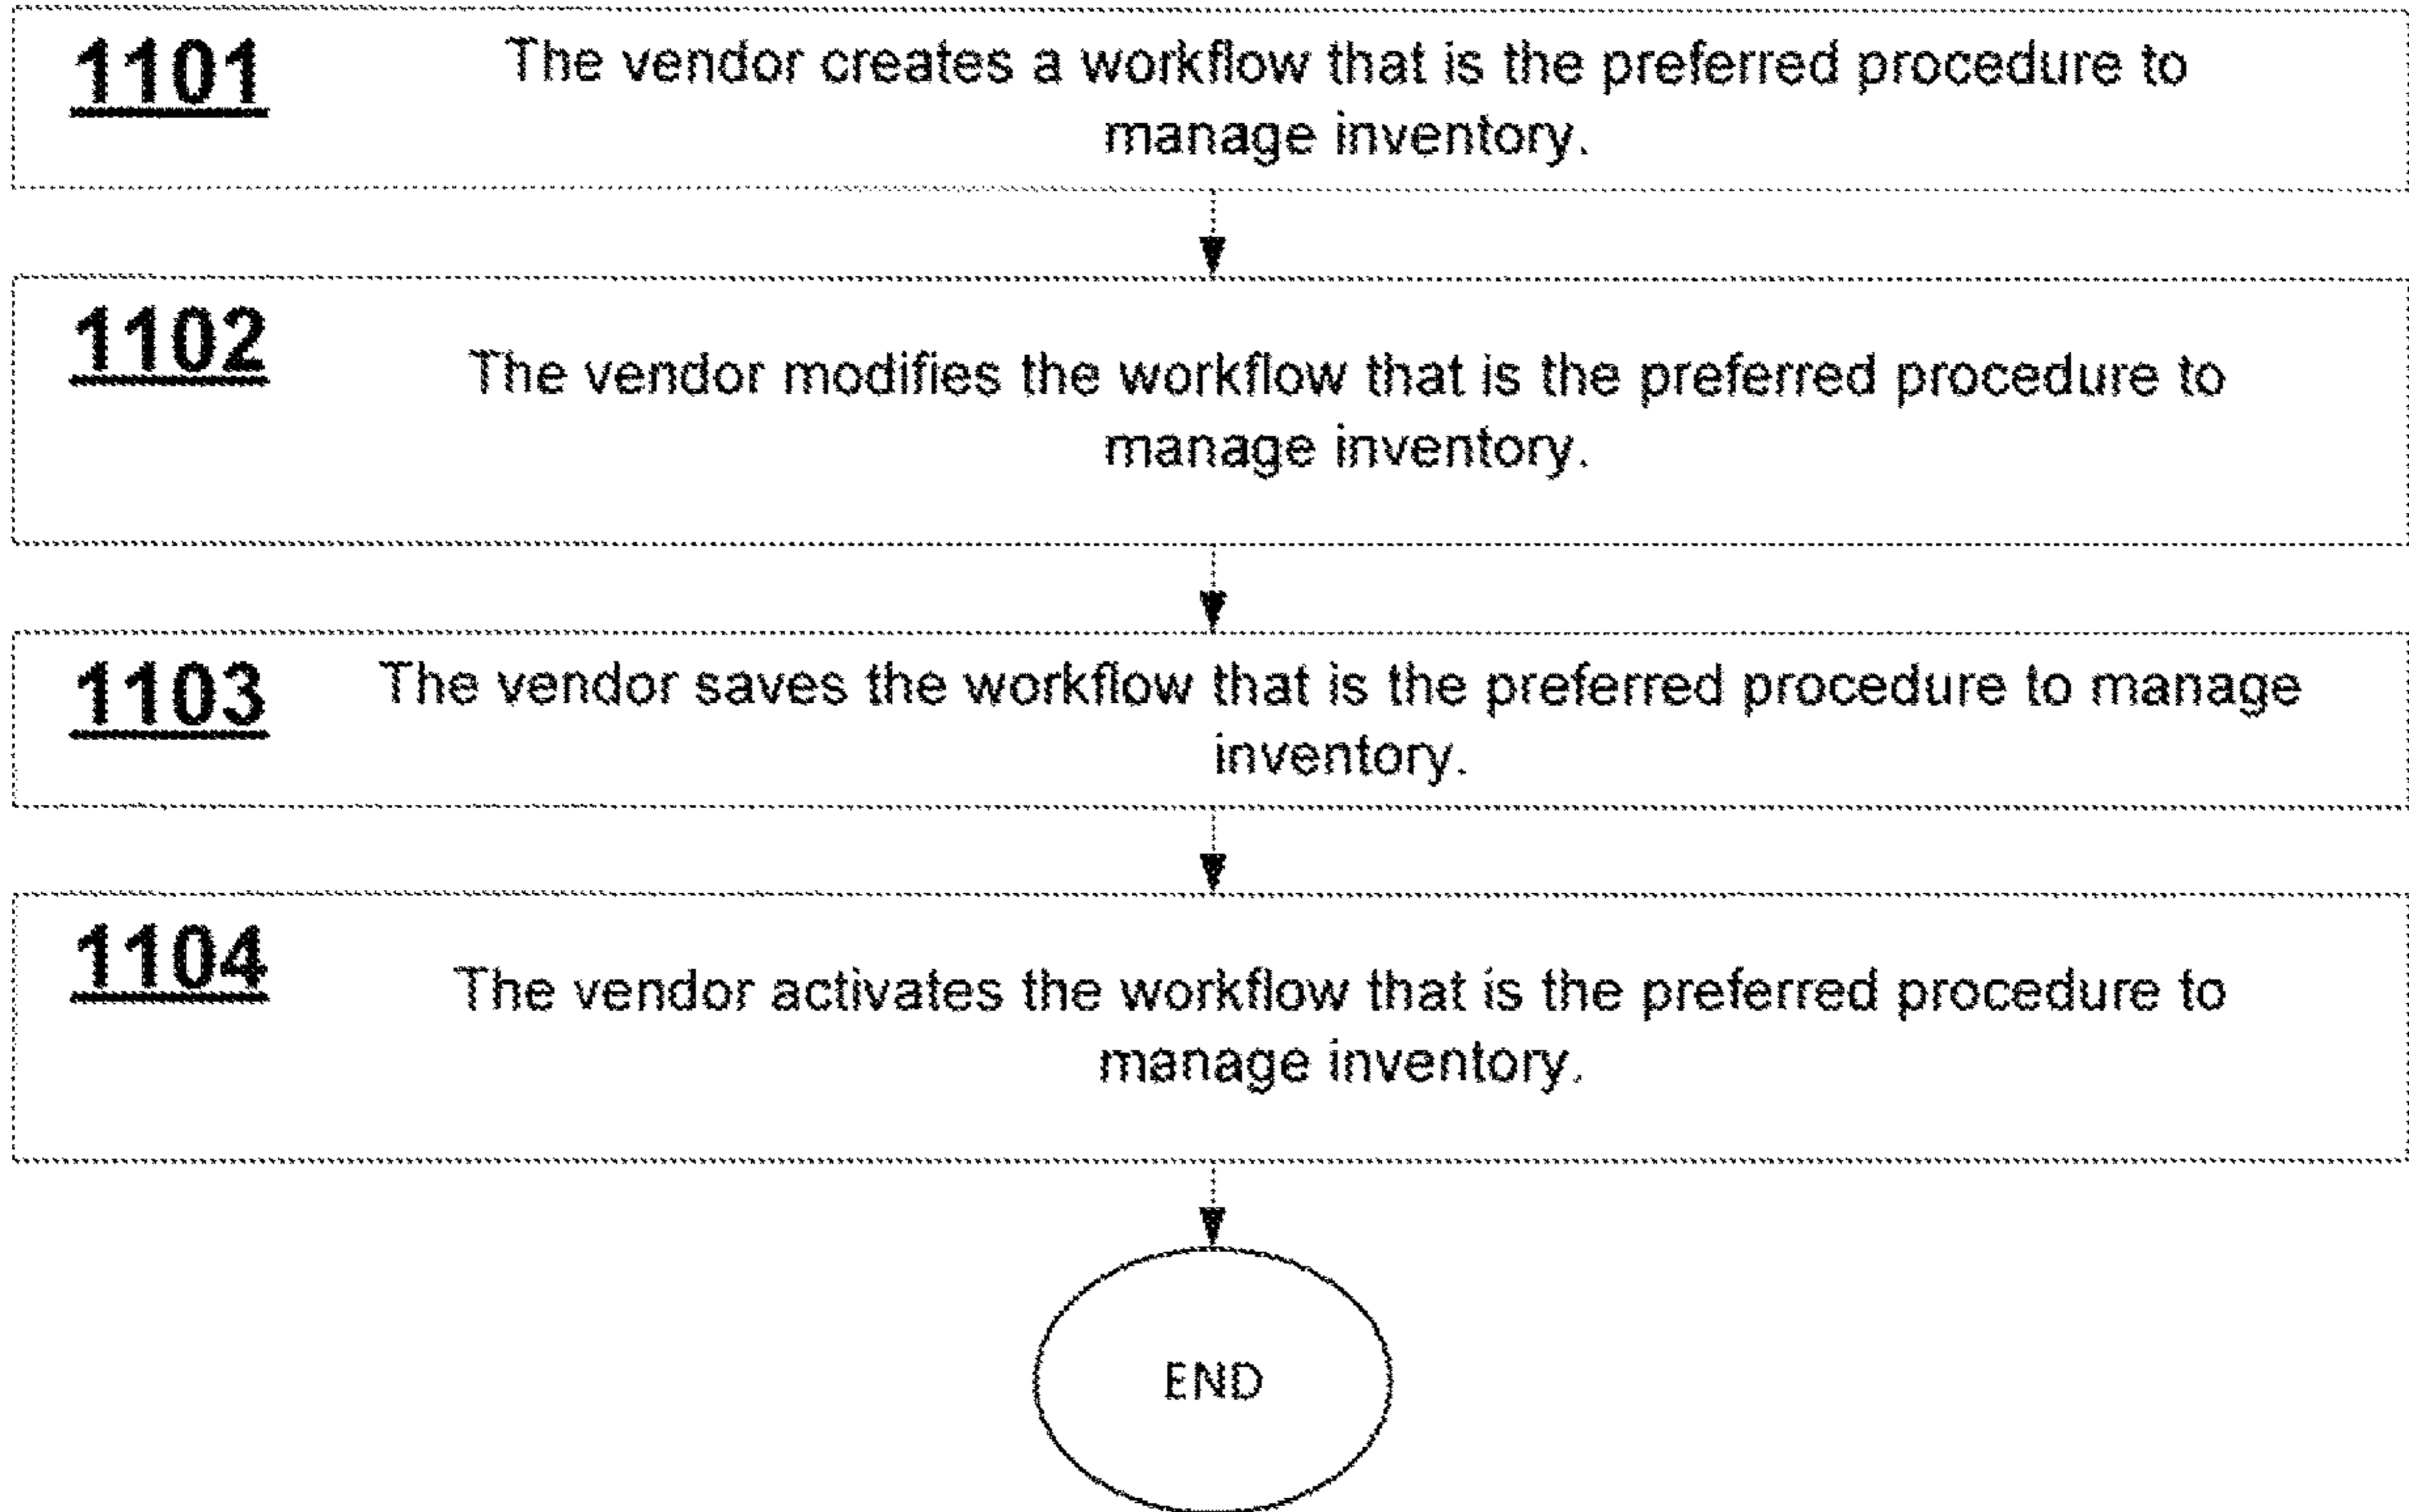 1101
The vendor creates a workflow that is the preferred procedure to
manage inventory.
1102
The vendor modifies the workflow that is the preferred procedure to
manage inventory.
1103
The vendor saves the workflow that is the preferred procedure to manage
inventory.
1104
The vendor activates the workflow that is the preferred procedure to
manage inventory.
END